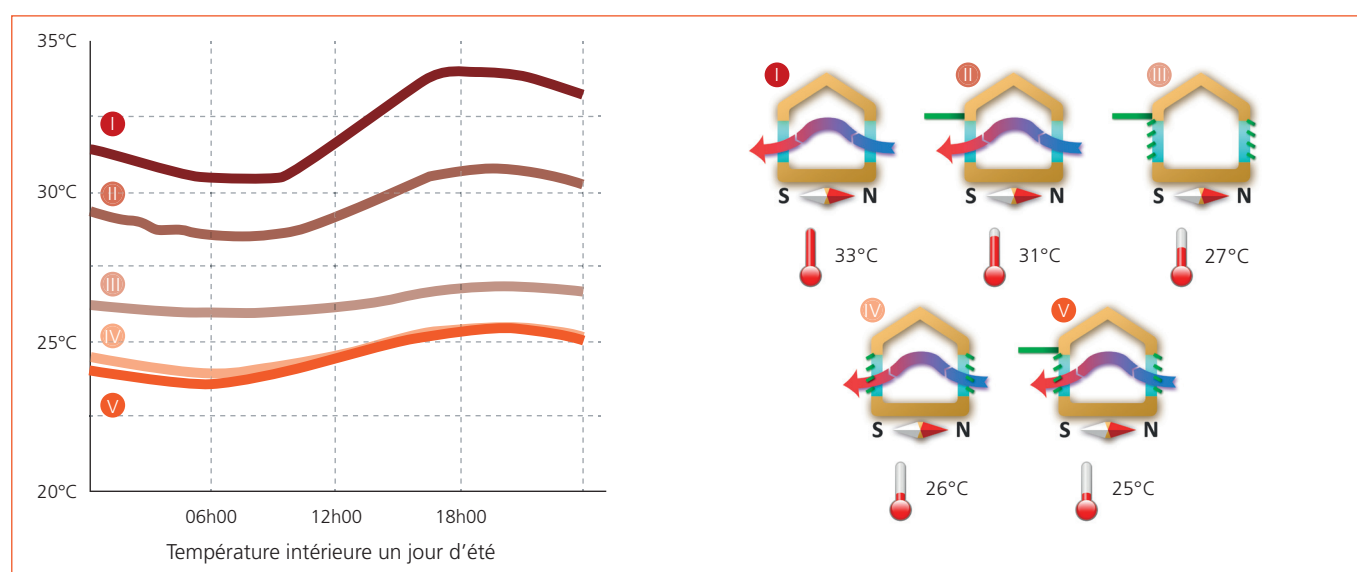 35°C
I
30°C
II
III
IV
25°C
V
20°C
06h00 12h00 18h00
Température intérieure un jour d'été
I II III
S N S N S N
33°C 31°C 27°C
IV V
S N S N
26°C 25°C